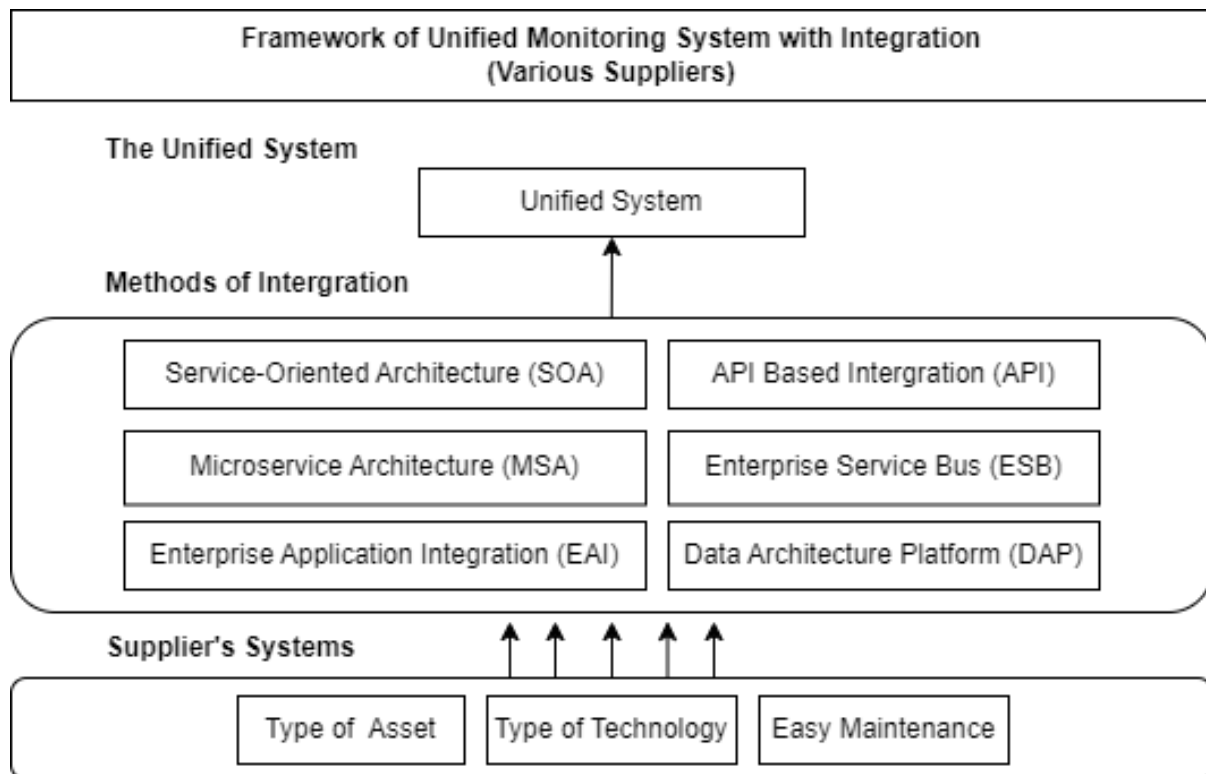 Framework of Unified Monitoring System with Integration
(Various Suppliers)
The Unified System
Unified System
Methods of Intergration
Service-Oriented Architecture (SOA)
API Based Intergration (API)
Microservice Architecture (MSA)
Enterprise Service Bus (ESB)
Enterprise Application Integration (EAI)
Data Architecture Platform (DAP)
Supplier's Systems
Type of Asset
Type of Technology
Easy Maintenance